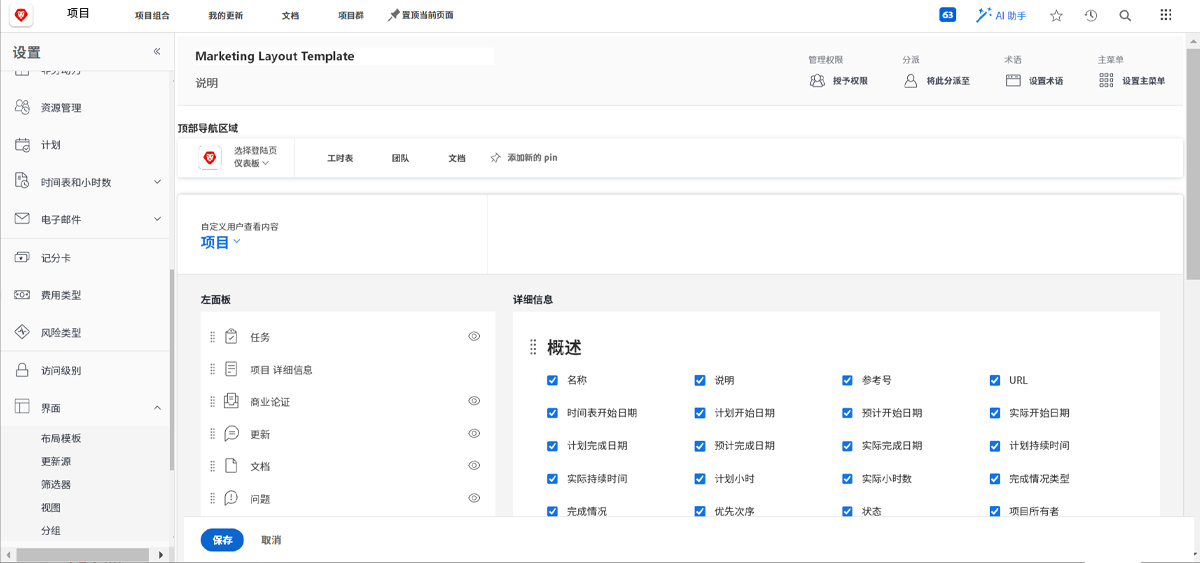 项目
项目组合
我的更新
文档
项目群
置顶当前页面
63
AI 助手
设置
资源管理
计划
时间表和小时数
电子邮件
记分卡
费用类型
风险类型
访问级别
界面
布局模板
更新源
筛选器
视图
分组
Marketing Layout Template
说明
管理权限
授予权限
分派
将此分派至
术语
设置术语
主菜单
设置主菜单
顶部导航区域
选择登陆页
仪表板
工时表
团队
文档
添加新的 pin
自定义用户查看内容
项目
左面板
任务
项目 详细信息
商业论证
更新
文档
问题
详细信息
概述
名称 说明 参考号 URL
时间表开始日期 计划开始日期 预计开始日期 实际开始日期
计划完成日期 预计完成日期 实际完成日期 计划持续时间
实际持续时间 计划小时 实际小时数 完成情况类型
完成情况 优先次序 状态 项目所有者
保存
取消